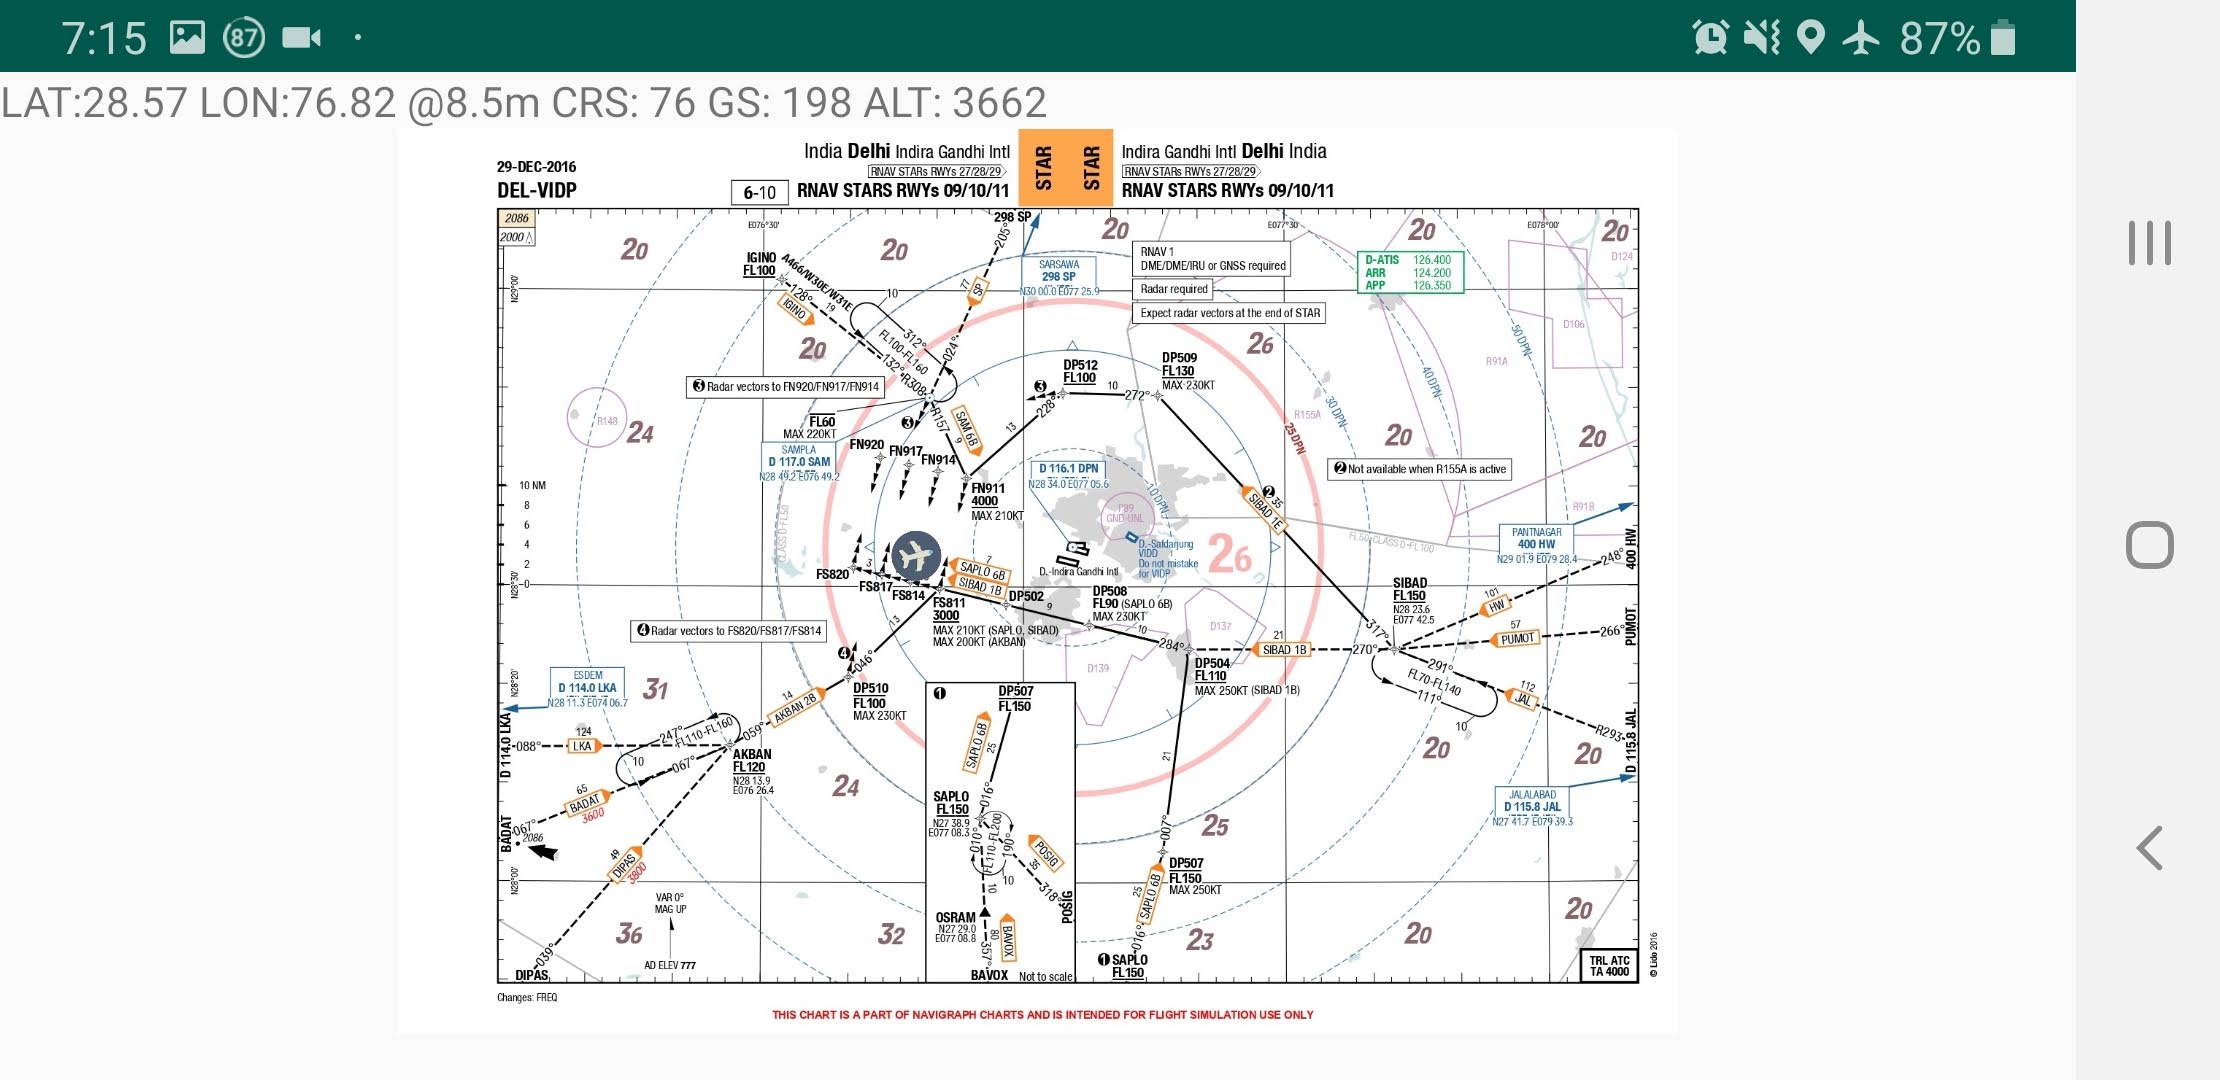 7:15
87
87%
LAT:28.57 LON:76.82 @8.5m CRS: 76 GS: 198 ALT: 3662
29-DEC-2016
DEL-VIDP
6-10
India Delhi Indira Gandhi Intl
RNAV STARs RWYs 27/28/29
RNAV STARS RWYs 09/10/11
STAR
STAR
Indira Gandhi Intl Delhi India
RNAV STARs RWYs 27/28/29
RNAV STARS RWYs 09/10/11
2086
2000
E076°30'
298 SP
205°
E077°30'
E078°00'
20
20
20
20
20
D124
IGINO
FL100
A466/W30E/W31E
128°
19
IGINO
10
312°
FL100-FL160
132°
R308
77
SP
024°
SARSAWA
298 SP
N30 00.0 E077 25.9
RNAV 1
DME/DME/IRU or GNSS required
Radar required
Expect radar vectors at the end of STAR
D-ATIS 126.400
ARR 124.200
APP 126.350
N29°00'
D106
R91A
50 DPN
40 DPN
30 DPN
25 DPN
20
26
❸ Radar vectors to FN920/FN917/FN914
DP512
FL100
DP509
FL130
MAX 230KT
❸
10
272°
228°
13
R148
24
FL60
MAX 220KT
❸
R157
9
SAM 6B
R155A
20
20
SAMPLA
D 117.0 SAM
N28 49.2 E076 49.2
FN920
FN917
FN914
❷ Not available when R155A is active
D 116.1 DPN
N28 34.0 E077 05.6
10 DPN
FN911
4000
MAX 210KT
❷
35
SIBAD 1E
10 NM
8
6
4
2
0
N28°30'
P89
GND-UNL
R91B
CLASS D-FL50
FL50-CLASS D-FL100
PANTNAGAR
400 HW
N29 01.9 E079 28.4
400 HW
248°
D.-Safdarjung
VIDD
Do not mistake
for VIDP
26
D.-Indira Gandhi Intl
FS820
3
FS817
FS814
7
SAPLO 6B
SIBAD 1B
FS811
3000
MAX 210KT (SAPLO, SIBAD)
MAX 200KT (AKBAN)
DP502
9
DP508
FL90 (SAPLO 6B)
MAX 230KT
10
284°
SIBAD
FL150
N28 23.6
E077 42.5
101
HW
57
PUMOT
266°
PUMOT
❹ Radar vectors to FS820/FS817/FS814
13
❹
046°
D137
D139
21
SIBAD 1B
270°
317°
DP504
FL110
MAX 250KT (SIBAD 1B)
291°
FL70-FL140
111°
10
112
JAL
R293
D 115.8 JAL
N28°20'
ESDEM
D 114.0 LKA
N28 11.3 E074 06.7
31
D 114.0 LKA
14
AKBAN 2B
DP510
FL100
MAX 230KT
059°
247°
FL110-FL160
088°
124
LKA
10
067°
AKBAN
FL120
N28 13.9
E076 26.4
24
65
BADAT
3600
067°
BADAT
2086
49
DIPAS
3800
N28°00'
❶
DP507
FL150
SAPLO 6B
25
016°
SAPLO
FL150
N27 38.9
E077 08.3
010°
FL110-FL200
190°
10
10
POSIG
35
318°
POSIG
OSRAM
N27 29.0
E077 08.8
80
BAVOX
357°
BAVOX
Not to scale
21
007°
DP507
FL150
MAX 250KT
25
SAPLO 6B
016°
❶ SAPLO
FL150
25
23
20
20
JALALABAD
D 115.8 JAL
N27 41.7 E079 39.3
20
20
VAR 0°
MAG UP
36
32
AD ELEV 777
039°
DIPAS
TRL ATC
TA 4000
© Lido 2016
Changes: FREQ
THIS CHART IS A PART OF NAVIGRAPH CHARTS AND IS INTENDED FOR FLIGHT SIMULATION USE ONLY